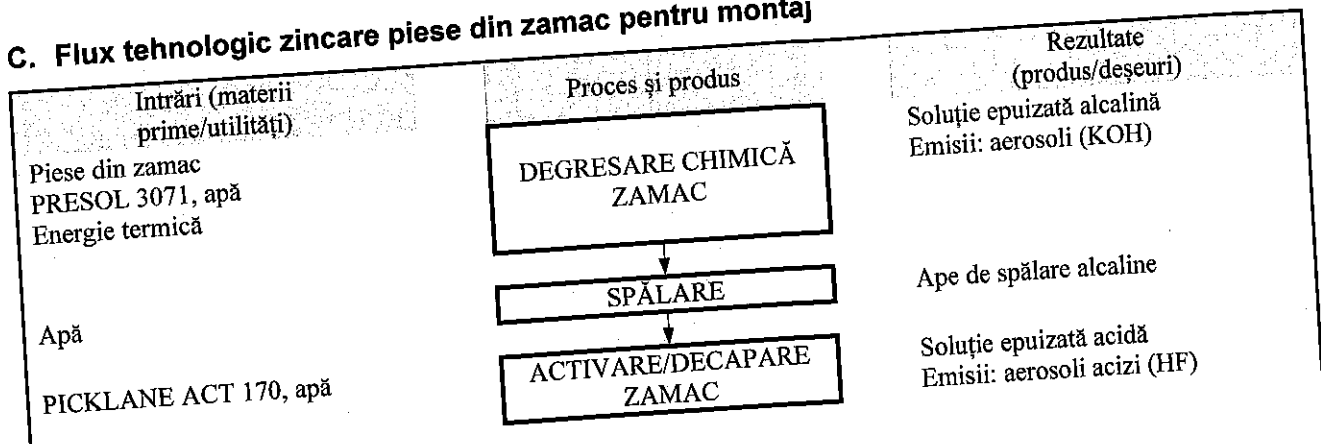 C. Flux tehnologic zincare piese din zamac pentru montaj
Intrări (materii
prime/utilități)
Proces şi produs
Rezultate
(produs/deşeuri)
Piese din zamac
PRESOL 3071, apă
Energie termică
DEGRESARE CHIMICĂ
ZAMAC
Soluție epuizată alcalină
Emisii: aerosoli (KOH)
Apă
SPĂLARE
Ape de spălare alcaline
PICKLANE ACT 170, apă
ACTIVARE/DECAPARE
ZAMAC
Soluție epuizată acidă
Emisii: aerosoli acizi (HF)